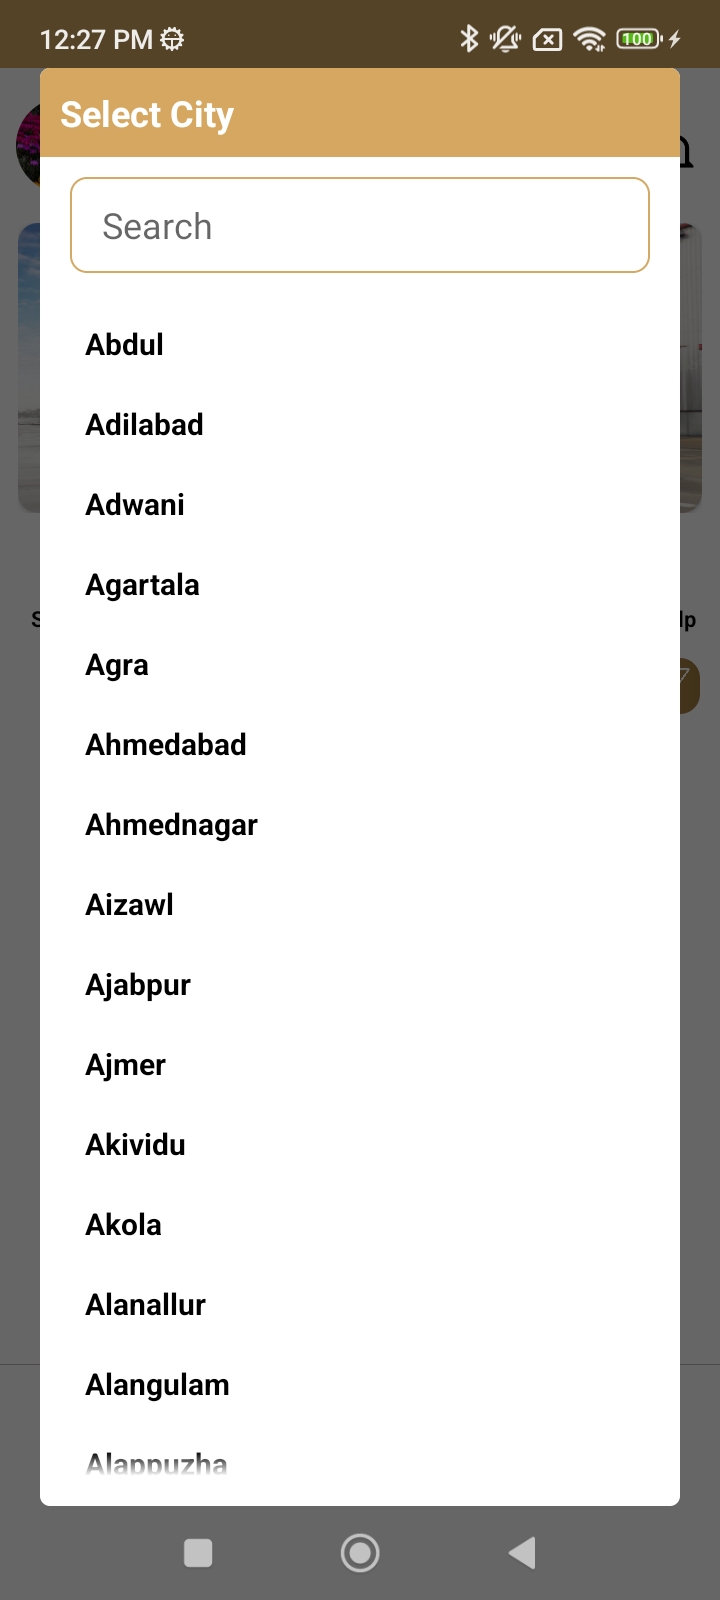 12:27 PM
100
Select City
Search
Abdul
Adilabad
Adwani
Agartala
Agra
Ahmedabad
Ahmednagar
Aizawl
Ajabpur
Ajmer
Akividu
Akola
Alanallur
Alangulam
Alappuzha
S
lp